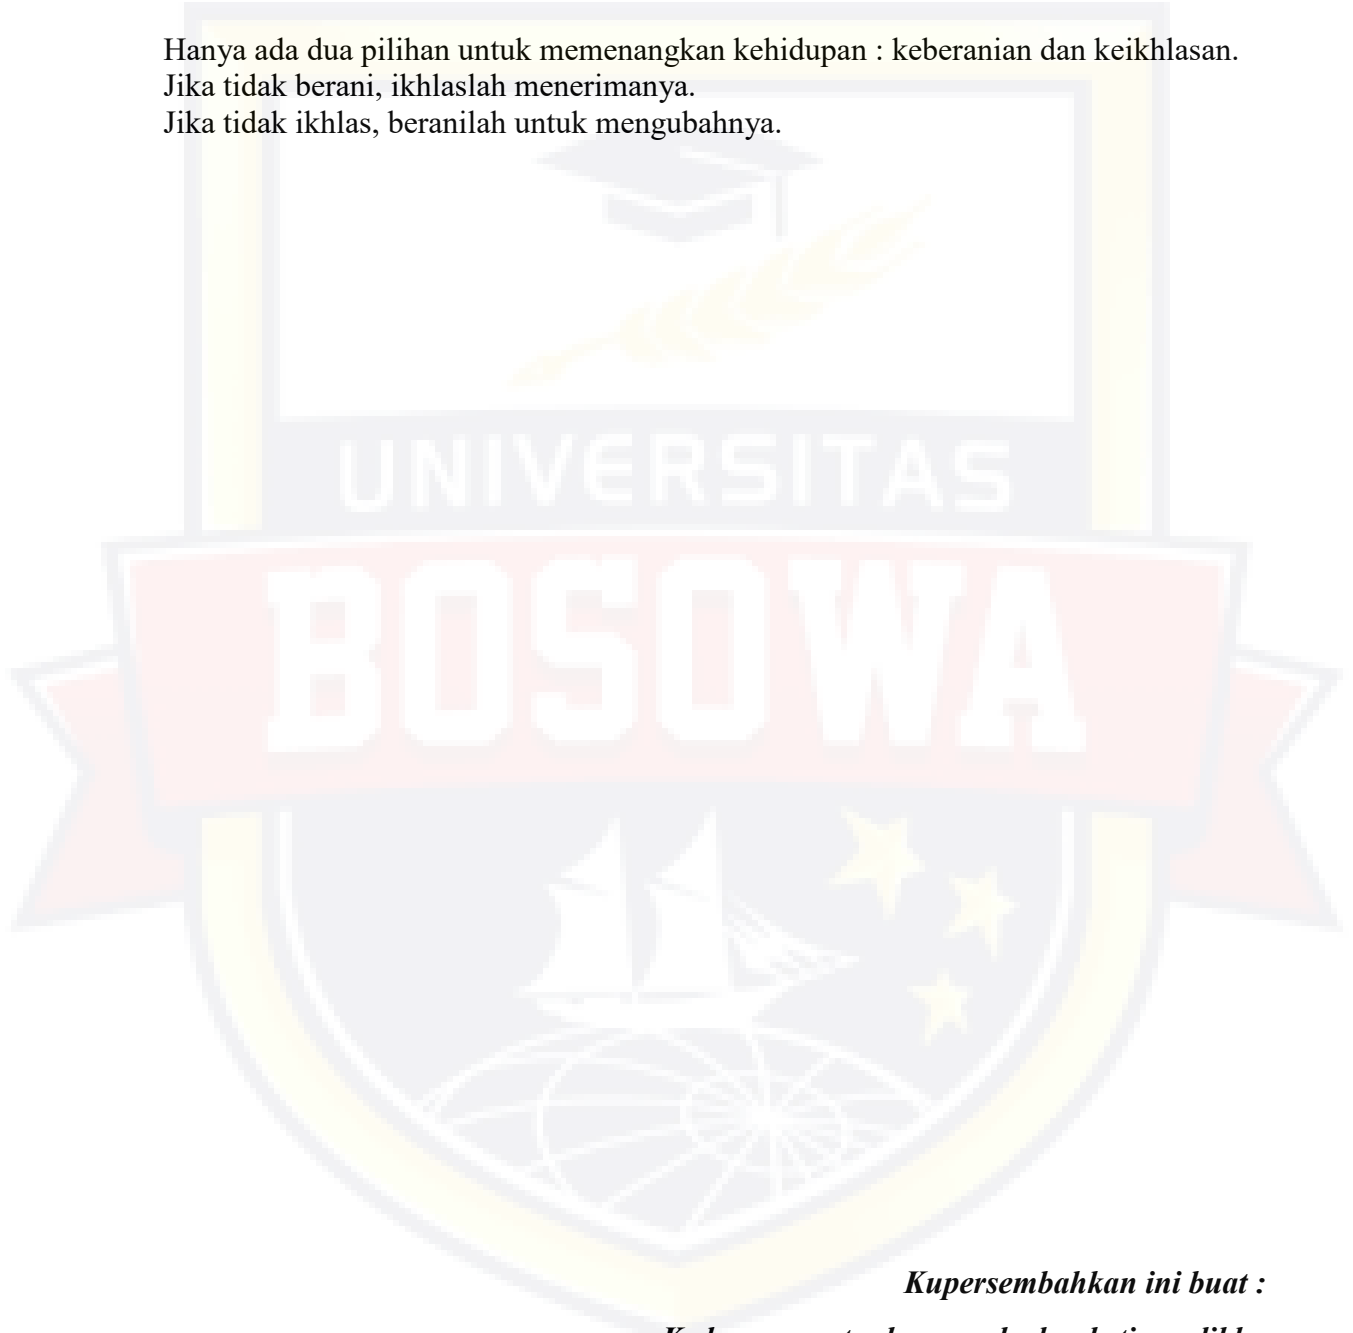 Hanya ada dua pilihan untuk memenangkan kehidupan : keberanian dan keikhlasan.
Jika tidak berani, ikhlaslah menerimanya.
Jika tidak ikhlas, beranilah untuk mengubahnya.
UNIVERSITAS
BOSOWA
Kupersembahkan ini buat :